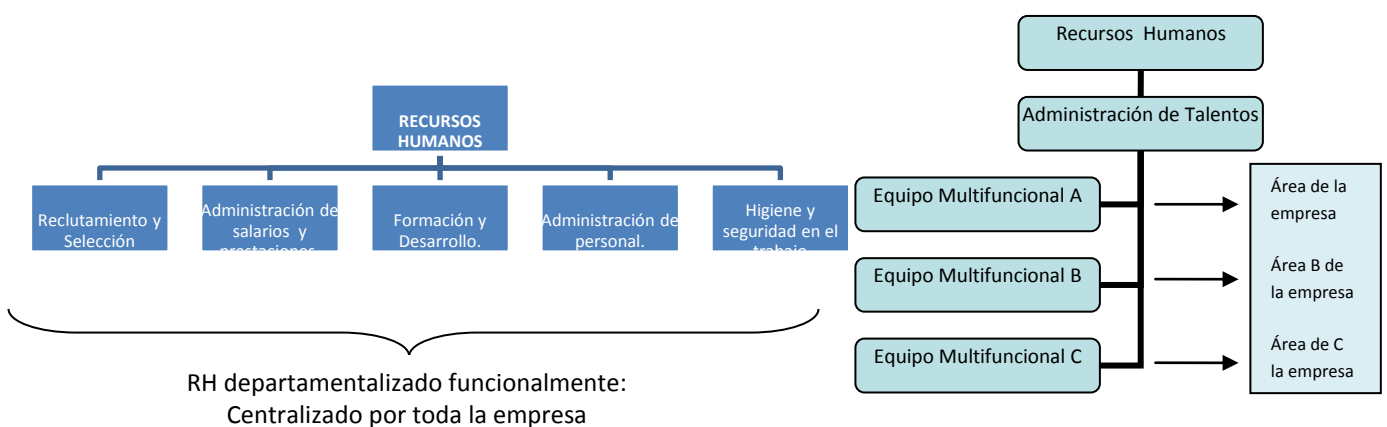 RECURSOS
HUMANOS
Reclutamiento y
Selección
Administración de
salarios y
prestaciones
Formación y
Desarrollo.
Administración de
personal.
Higiene y
seguridad en el
trabajo
RH departamentalizado funcionalmente:
Centralizado por toda la empresa
Recursos Humanos
Administración de Talentos
Equipo Multifuncional A
Equipo Multifuncional B
Equipo Multifuncional C
Área de la
empresa
Área B de
la empresa
Área de C
la empresa